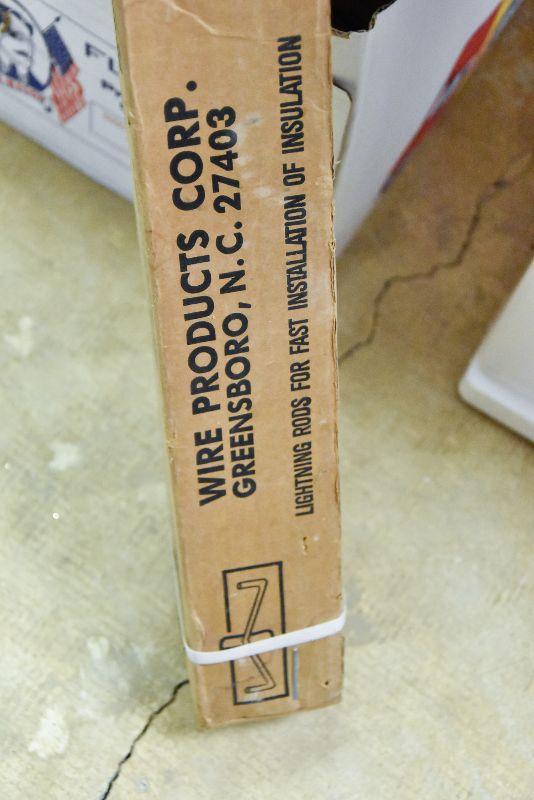 WIRE PRODUCTS CORP.
GREENSBORO, N.C. 27403
LIGHTNING RODS FOR FAST INSTALLATION OF INSULATION